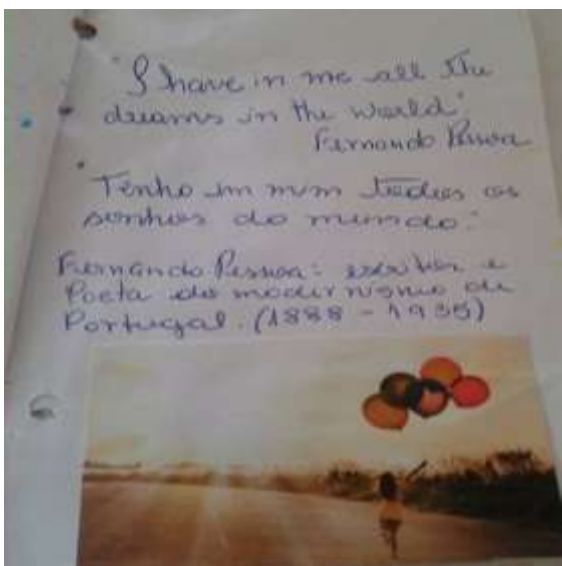 "I have in me all the
dreams in the world".
Fernando Pessoa
"Tenho em mim todos os
sonhos do mundo".
Fernando Pessoa: escritor e
Poeta do modernismo de
Portugal. (1888 - 1935)